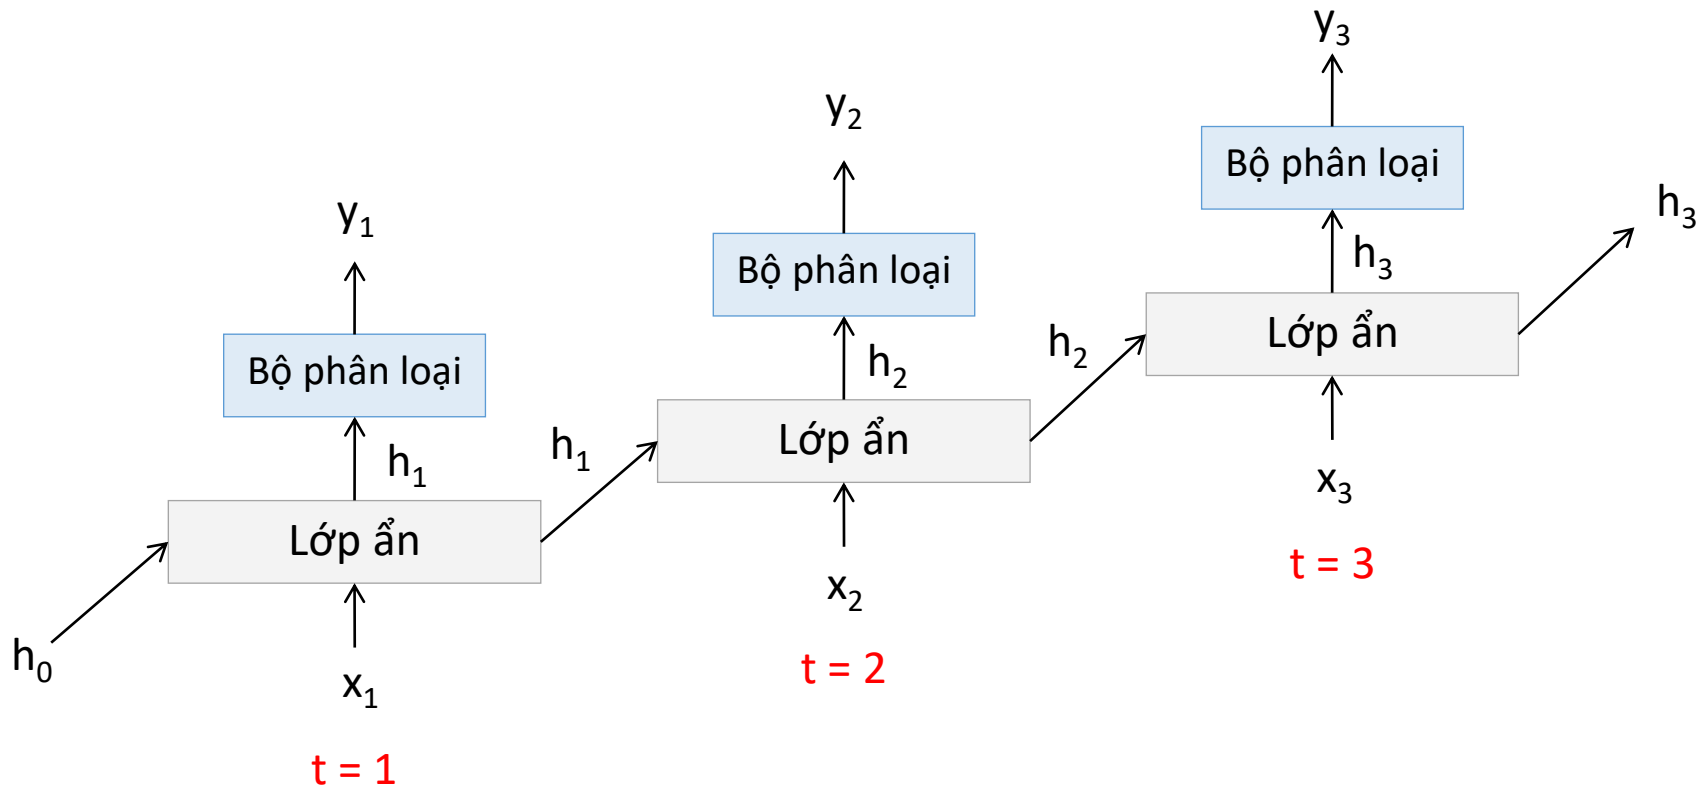 y₃
y₂
Bộ phân loại
h₃
y₁
h₃
Bộ phân loại
Lớp ẩn
h₂
h₂
Bộ phân loại
Lớp ẩn
h₁
h₁
x₃
Lớp ẩn
t = 3
x₂
h₀
t = 2
x₁
t = 1